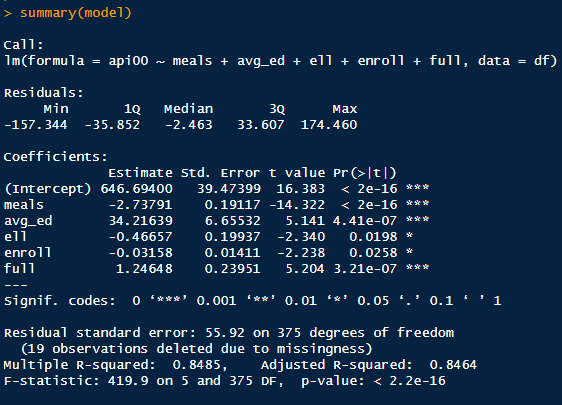 > summary(model)
Call:
lm(formula = api00 ~ meals + avg_ed + ell + enroll + full, data = df)
Residuals:
Min 1Q Median 3Q Max
-157.344 -35.852 -2.463 33.607 174.460
Coefficients:
Estimate Std. Error t value Pr(>|t|)
(Intercept) 646.69400 39.47399 16.383 < 2e-16 ***
meals -2.73791 0.19117 -14.322 < 2e-16 ***
avg_ed 34.21639 6.65532 5.141 4.41e-07 ***
ell -0.46657 0.19937 -2.340 0.0198 *
enroll -0.03158 0.01411 -2.238 0.0258 *
full 1.24648 0.23951 5.204 3.21e-07 ***
---
Signif. codes: 0 ‘***’ 0.001 ‘**’ 0.01 ‘*’ 0.05 ‘.’ 0.1 ‘ ’ 1
Residual standard error: 55.92 on 375 degrees of freedom
(19 observations deleted due to missingness)
Multiple R-squared: 0.8485, Adjusted R-squared: 0.8464
F-statistic: 419.9 on 5 and 375 DF, p-value: < 2.2e-16